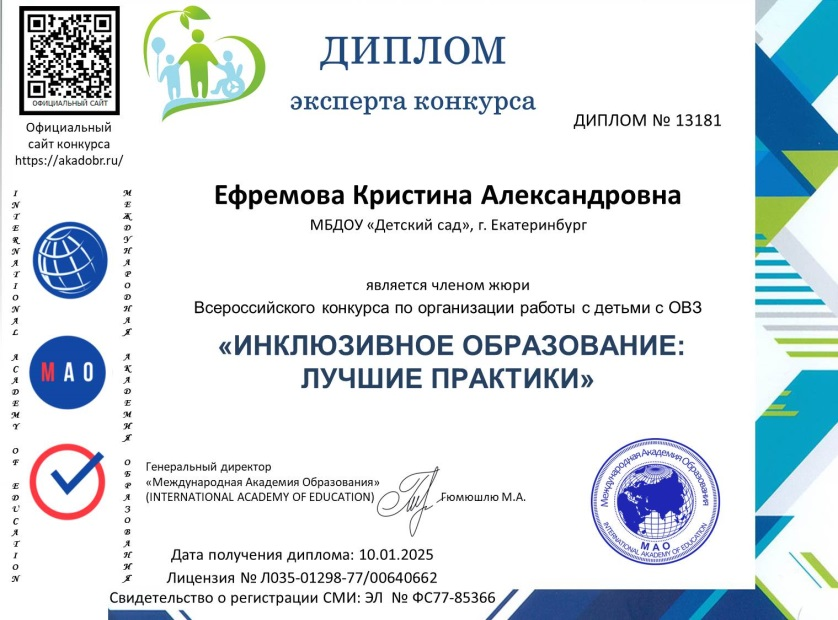 ОФИЦИАЛЬНЫЙ САЙТ
Официальный
сайт конкурса
https://akadobr.ru/
ДИПЛОМ
эксперта конкурса
ДИПЛОМ № 13181
INTERNATIONAL ACADEMY OF EDUCATION
МЕЖДУНАРОДНАЯ АКАДЕМИЯ ОБРАЗОВАНИЯ
МАО
Ефремова Кристина Александровна
МБДОУ «Детский сад», г. Екатеринбург
является членом жюри
Всероссийского конкурса по организации работы с детьми с ОВЗ
«ИНКЛЮЗИВНОЕ ОБРАЗОВАНИЕ:
ЛУЧШИЕ ПРАКТИКИ»
Генеральный директор
«Международная Академия Образования»
(INTERNATIONAL ACADEMY OF EDUCATION) Гюмюшлю М.А.
Международная Академия Образования
МАО
INTERNATIONAL ACADEMY OF EDUCATION
Дата получения диплома: 10.01.2025
Лицензия № Л035-01298-77/00640662
Свидетельство о регистрации СМИ: ЭЛ № ФС77-85366